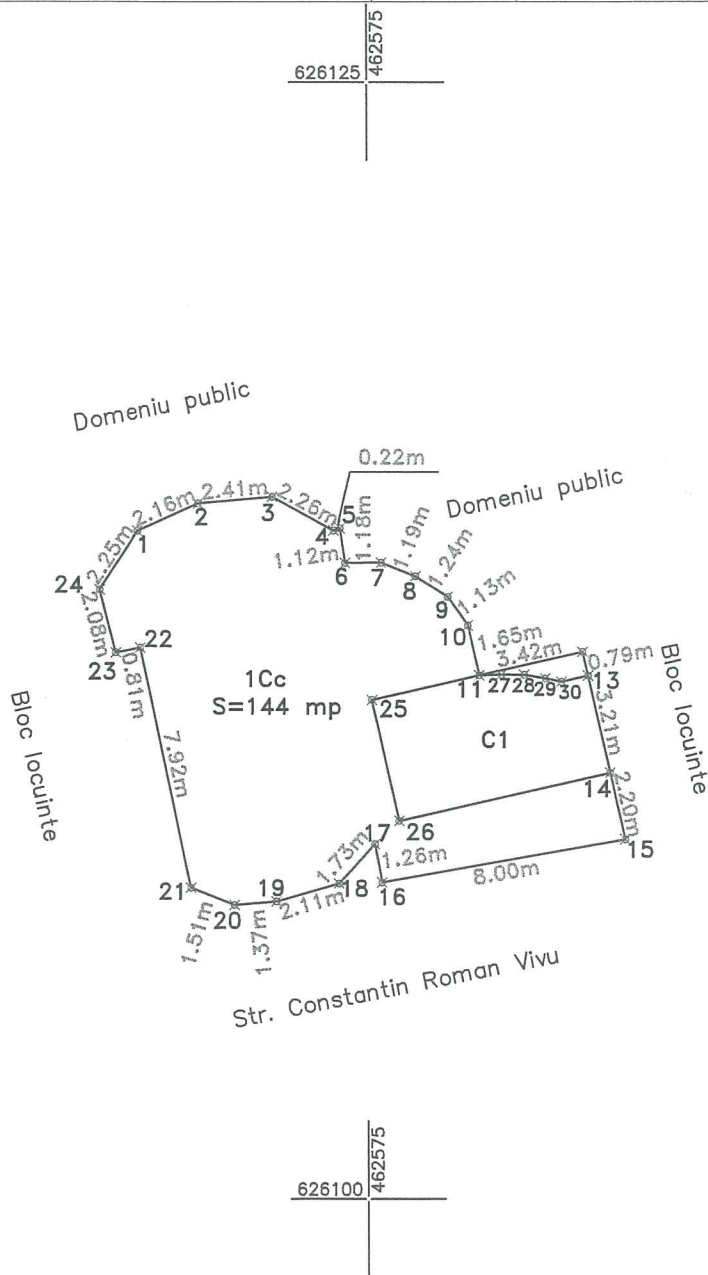 462575
626125
Domeniu public
0.22m
Domeniu public
2.16m
2.41m
2.26m
1
2
3
4
5
1.18m
1.12m
6
7
1.19m
8
1.24m
9
1.13m
10
2.25m
24
2.08m
22
23
0.81m
1.65m
3.42m
0.79m
11
27
28
29
30
13
1Cc
S=144 mp
25
C1
3.21m
Bloc locuinte
Bloc locuinte
7.92m
14
2.20m
26
17
15
1.26m
1.73m
18
16
8.00m
21
20
19
2.11m
1.51m
1.37m
Str. Constantin Roman Vivu
462575
626100